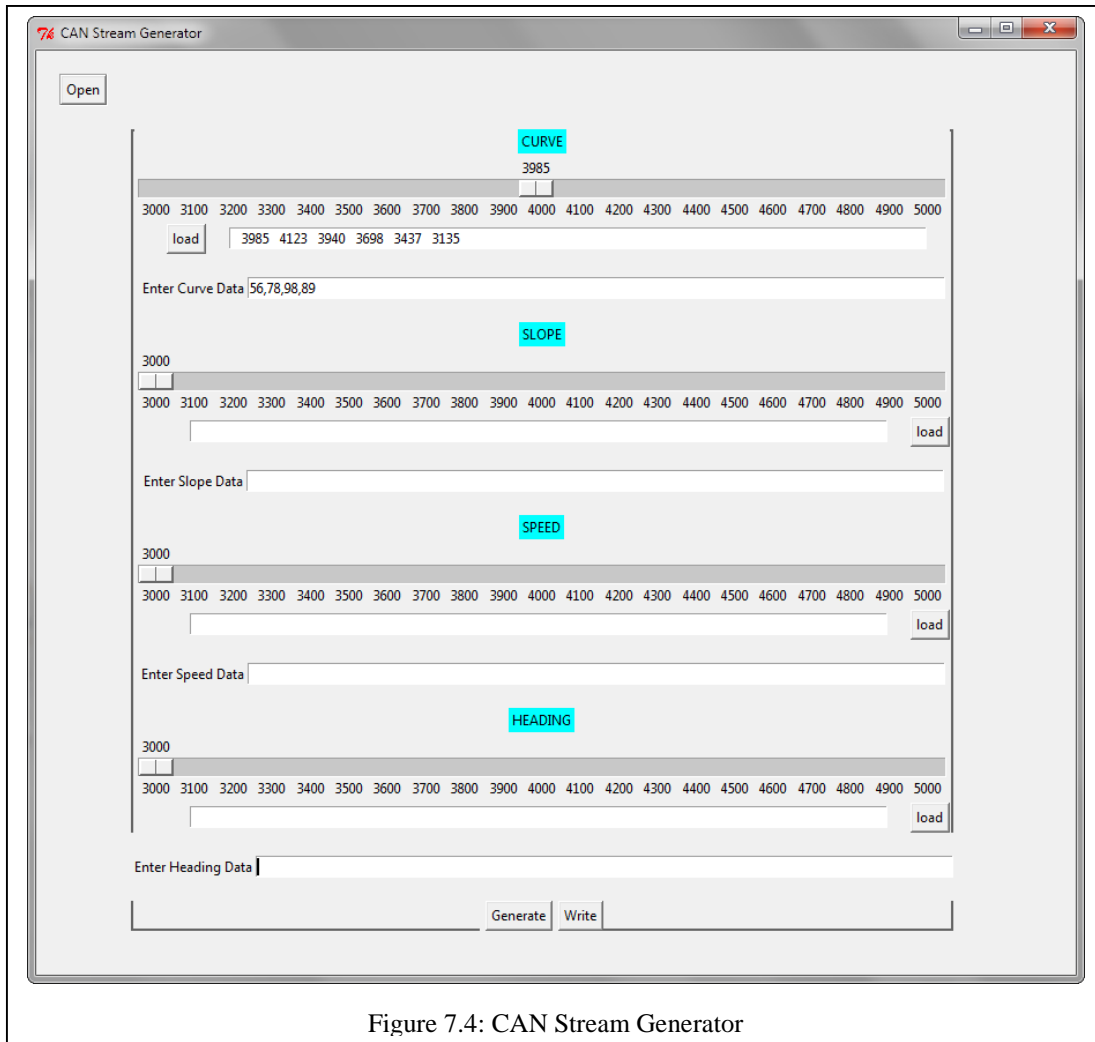 CAN Stream Generator
Open
CURVE
3985
3000 3100 3200 3300 3400 3500 3600 3700 3800 3900 4000 4100 4200 4300 4400 4500 4600 4700 4800 4900 5000
load 3985 4123 3940 3698 3437 3135
Enter Curve Data 56,78,98,89
SLOPE
3000
3000 3100 3200 3300 3400 3500 3600 3700 3800 3900 4000 4100 4200 4300 4400 4500 4600 4700 4800 4900 5000
load
Enter Slope Data
SPEED
3000
3000 3100 3200 3300 3400 3500 3600 3700 3800 3900 4000 4100 4200 4300 4400 4500 4600 4700 4800 4900 5000
load
Enter Speed Data
HEADING
3000
3000 3100 3200 3300 3400 3500 3600 3700 3800 3900 4000 4100 4200 4300 4400 4500 4600 4700 4800 4900 5000
load
Enter Heading Data
Generate Write
Figure 7.4: CAN Stream Generator